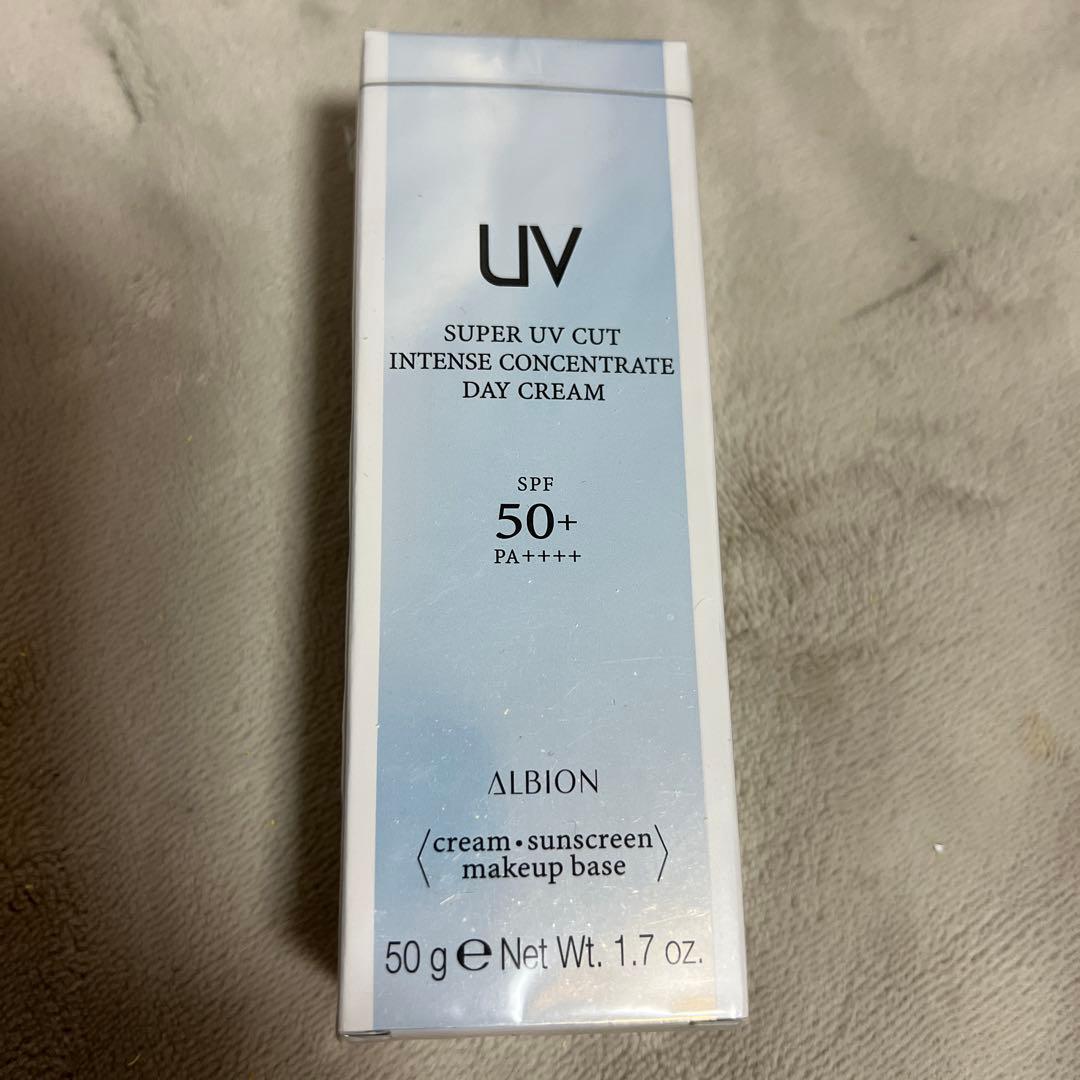 UV
SUPER UV CUT
INTENSE CONCENTRATE
DAY CREAM
SPF
50+
PA++++
ALBION
〈cream・sunscreen
makeup base〉
50 g ℮ Net Wt. 1.7 oz.